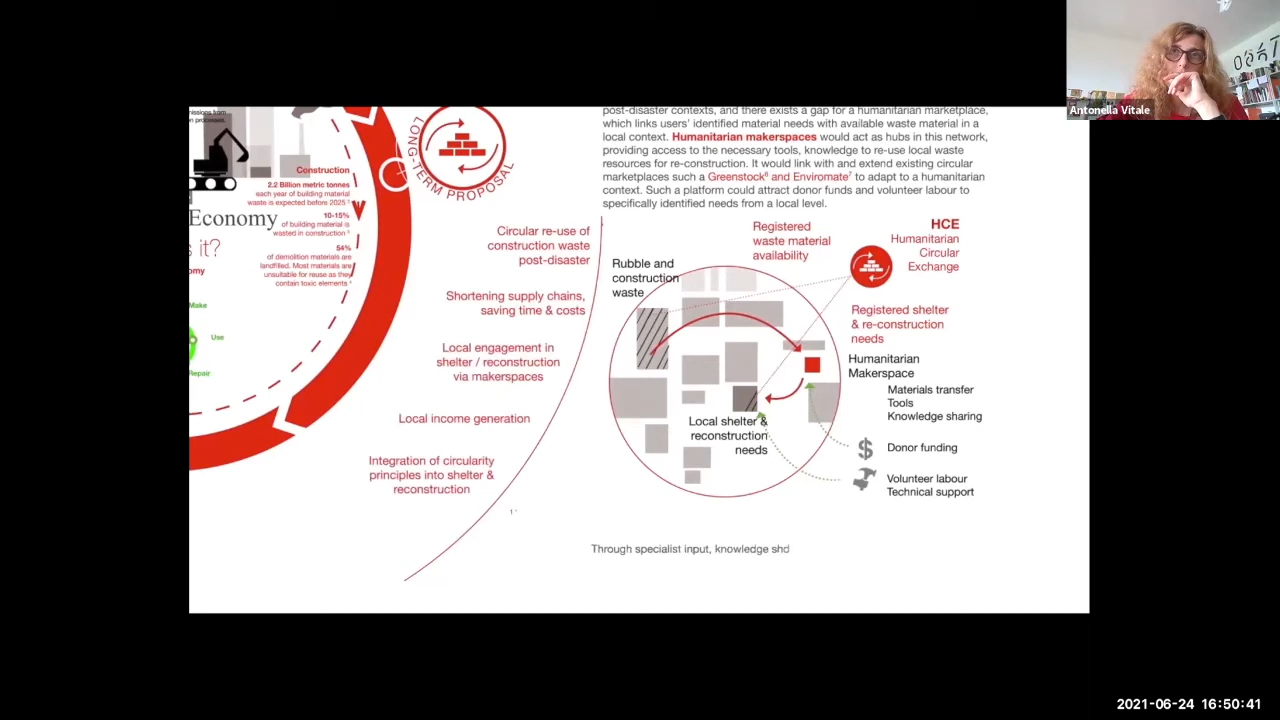 Antonella Vitale
missions from
n processes.
Construction
2.2 Billion metric tonnes
each year of building material
waste is expected before 2025
Economy
10-15%
of building material is
wasted in construction
s it?
54%
of demolition materials are
landfilled. Most materials are
unsuitable for reuse as they
contain toxic elements.
omy
Make
Use
Repair
LONG-TERM PROPOSAL
Circular re-use of
construction waste
post-disaster
Shortening supply chains,
saving time & costs
Local engagement in
shelter / reconstruction
via makerspaces
Local income generation
Integration of circularity
principles into shelter &
reconstruction
post-disaster contexts, and there exists a gap for a humanitarian marketplace,
which links users' identified material needs with available waste material in a
local context. Humanitarian makerspaces would act as hubs in this network,
providing access to the necessary tools, knowledge to re-use local waste
resources for re-construction. It would link with and extend existing circular
marketplaces such a Greenstock⁶ and Enviromate⁷ to adapt to a humanitarian
context. Such a platform could attract donor funds and volunteer labour to
specifically identified needs from a local level.
Registered
waste material
availability
HCE
Humanitarian
Circular
Exchange
Rubble and
construction
waste
Registered shelter
& re-construction
needs
Humanitarian
Makerspace
Materials transfer
Tools
Knowledge sharing
Local shelter &
reconstruction
needs
$
Donor funding
Volunteer labour
Technical support
Through specialist input, knowledge shd
2021-06-24 16:50:41